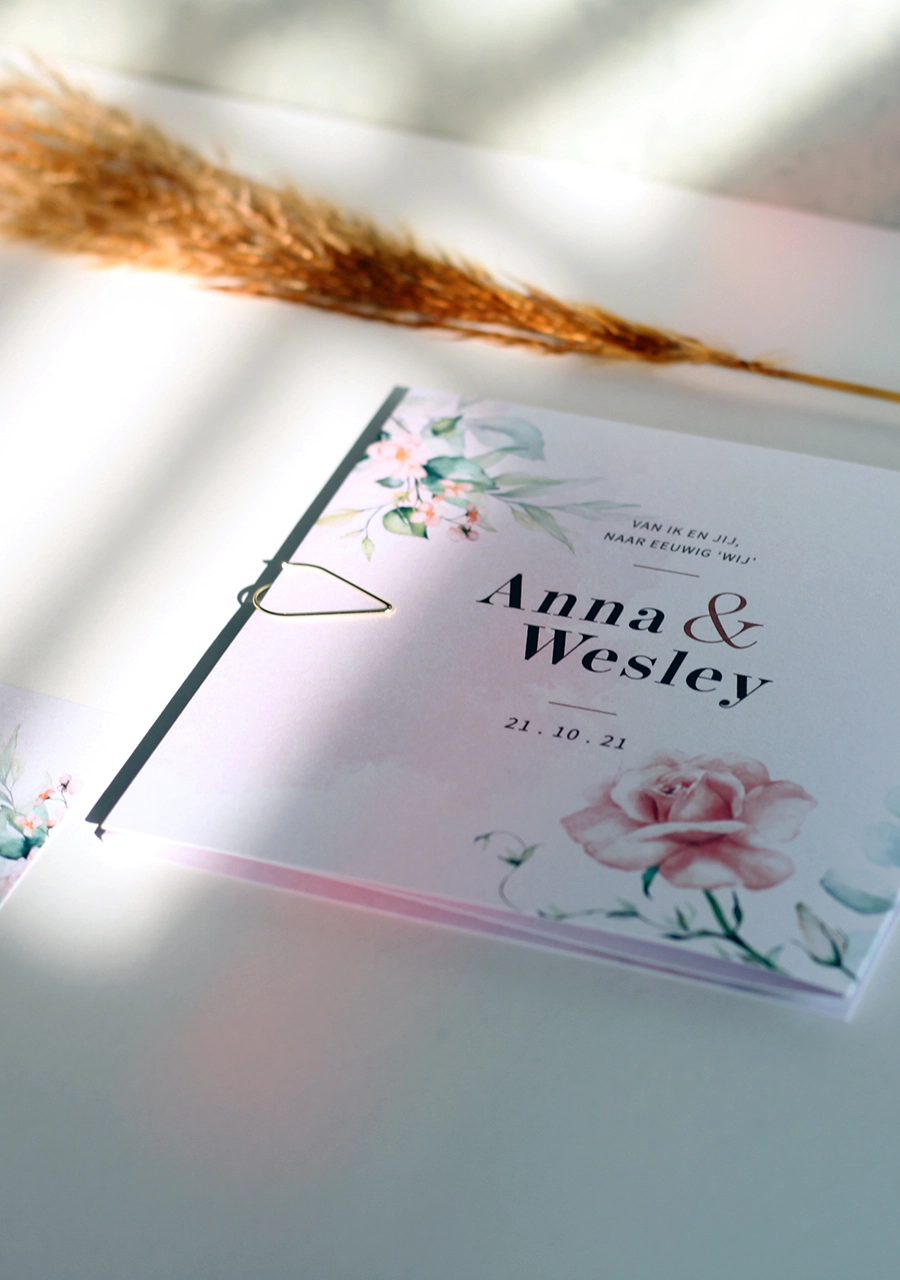 VAN IK EN JIJ,
NAAR EEUWIG ‘WIJ’
Anna &
Wesley
21.10.21